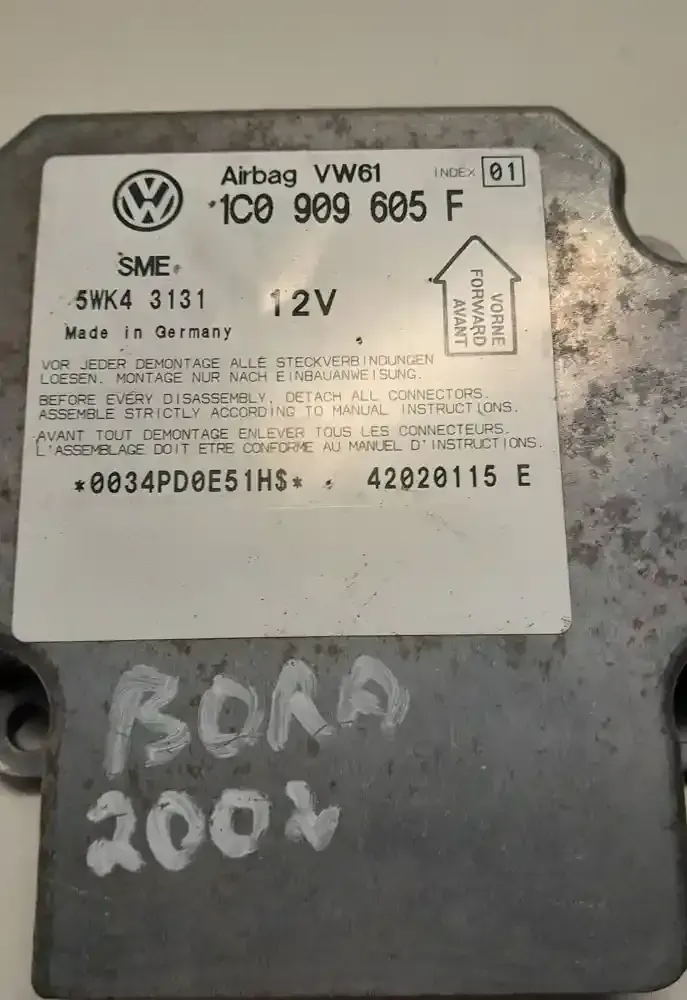 Airbag VW61 INDEX 01
1C0 909 605 F
SME
5WK4 3131 12V
Made in Germany
VORNE
FORWARD
AVANT
VOR JEDER DEMONTAGE ALLE STECKVERBINDUNGEN
LOESEN. MONTAGE NUR NACH EINBAUANWEISUNG.
BEFORE EVERY DISASSEMBLY, DETACH ALL CONNECTORS.
ASSEMBLE STRICTLY ACCORDING TO MANUAL INSTRUCTIONS.
AVANT TOUT DEMONTAGE ENLEVER TOUS LES CONNECTEURS.
L'ASSEMBLAGE DOIT ETRE CONFORME AU MANUEL D'INSTRUCTIONS.
*0034PD0E51H$* 42020115 E
BORA
2002